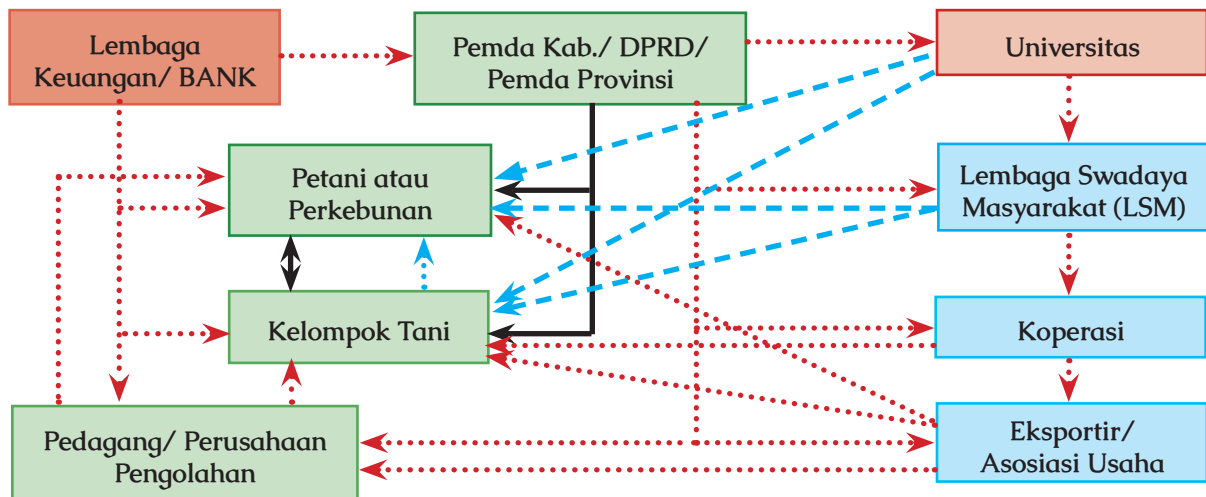 Lembaga
Keuangan/ BANK
Pemda Kab./ DPRD/
Pemda Provinsi
Universitas
Petani atau
Perkebunan
Lembaga Swadaya
Masyarakat (LSM)
Kelompok Tani
Koperasi
Pedagang/ Perusahaan
Pengolahan
Eksportir/
Asosiasi Usaha